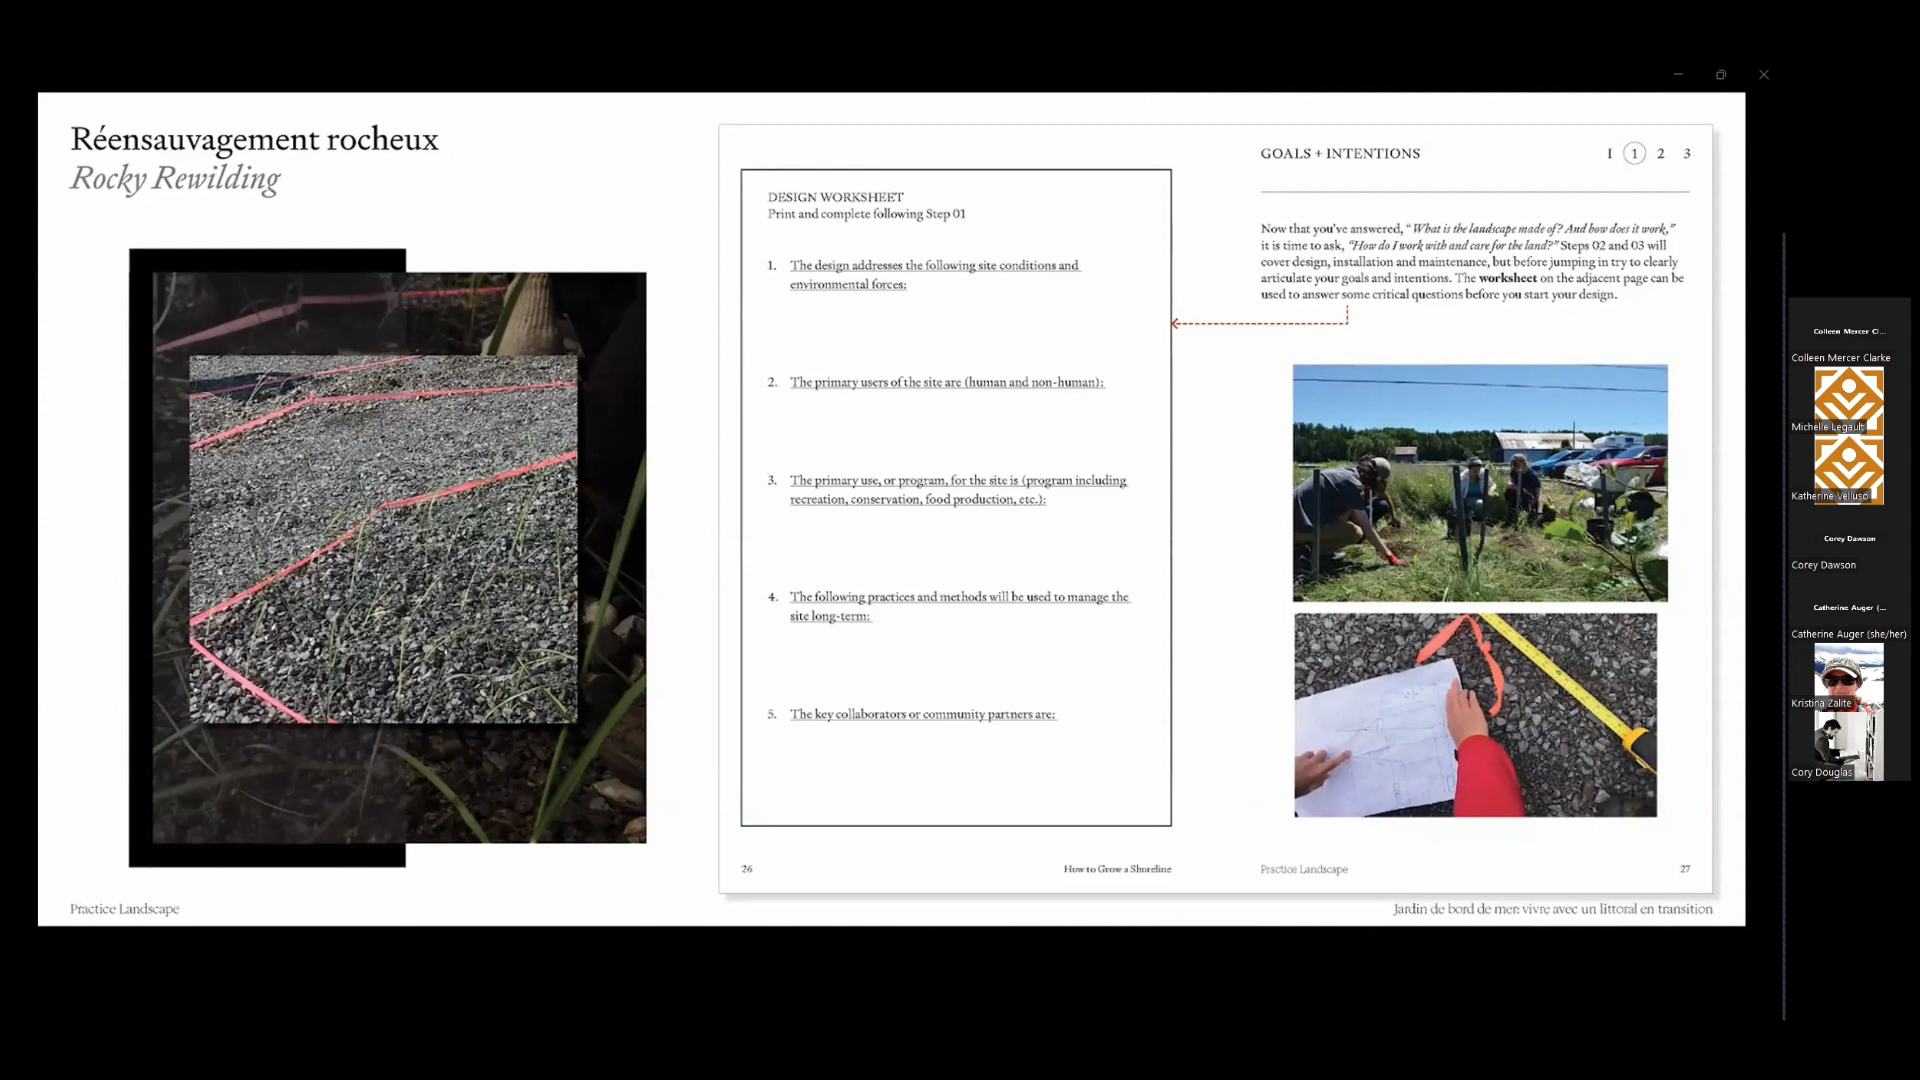 Réensauvagement rocheux
Rocky Rewilding
DESIGN WORKSHEET
Print and complete following Step 01
1. The design addresses the following site conditions and
environmental forces:
2. The primary users of the site are (human and non-human):
3. The primary use, or program, for the site is (program including
recreation, conservation, food production, etc.):
4. The following practices and methods will be used to manage the
site long-term:
5. The key collaborators or community partners are:
26
How to Grow a Shoreline
GOALS + INTENTIONS
I 1 2 3
Now that you've answered, "What is the landscape made of? And how does it work,"
it is time to ask, "How do I work with and care for the land?" Steps 02 and 03 will
cover design, installation and maintenance, but before jumping in try to clearly
articulate your goals and intentions. The worksheet on the adjacent page can be
used to answer some critical questions before you start your design.
Practice Landscape
27
Practice Landscape
Jardin de bord de mer: vivre avec un littoral en transition
Colleen Mercer Cl...
Colleen Mercer Clarke
Michelle Legault
Katherine Velluso
Corey Dawson
Corey Dawson
Catherine Auger (...
Catherine Auger (she/her)
Kristina Zalite
Cory Douglas